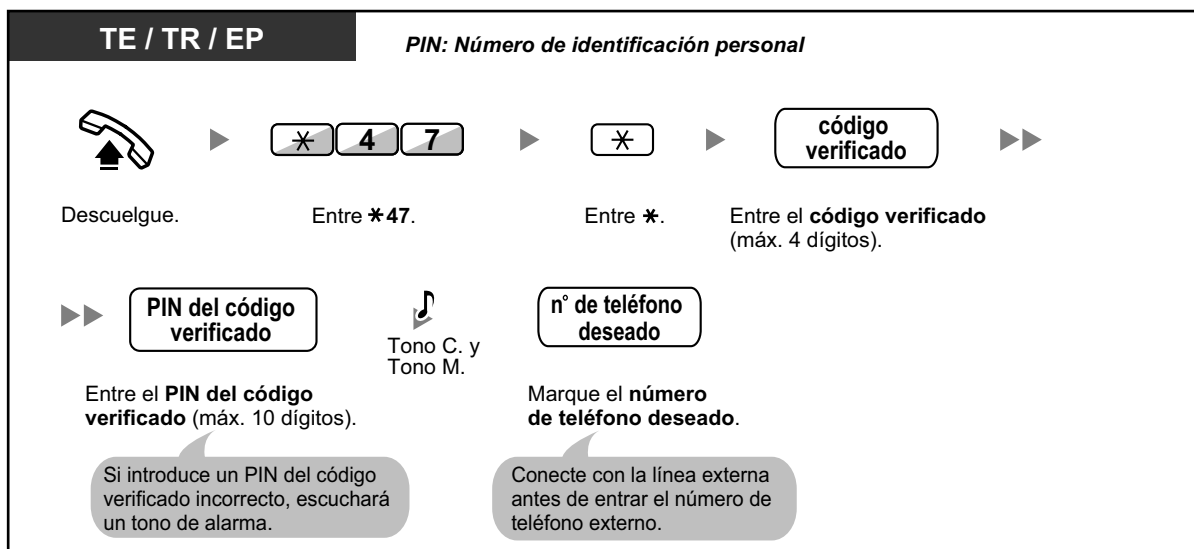 TE / TR / EP
PIN: Número de identificación personal
* 4 7
*
código
verificado
Descuelgue.
Entre *47.
Entre *.
Entre el código verificado
(máx. 4 dígitos).
PIN del código
verificado
Tono C. y
Tono M.
n° de teléfono
deseado
Entre el PIN del código
verificado (máx. 10 dígitos).
Marque el número
de teléfono deseado.
Si introduce un PIN del código
verificado incorrecto, escuchará
un tono de alarma.
Conecte con la línea externa
antes de entrar el número de
teléfono externo.